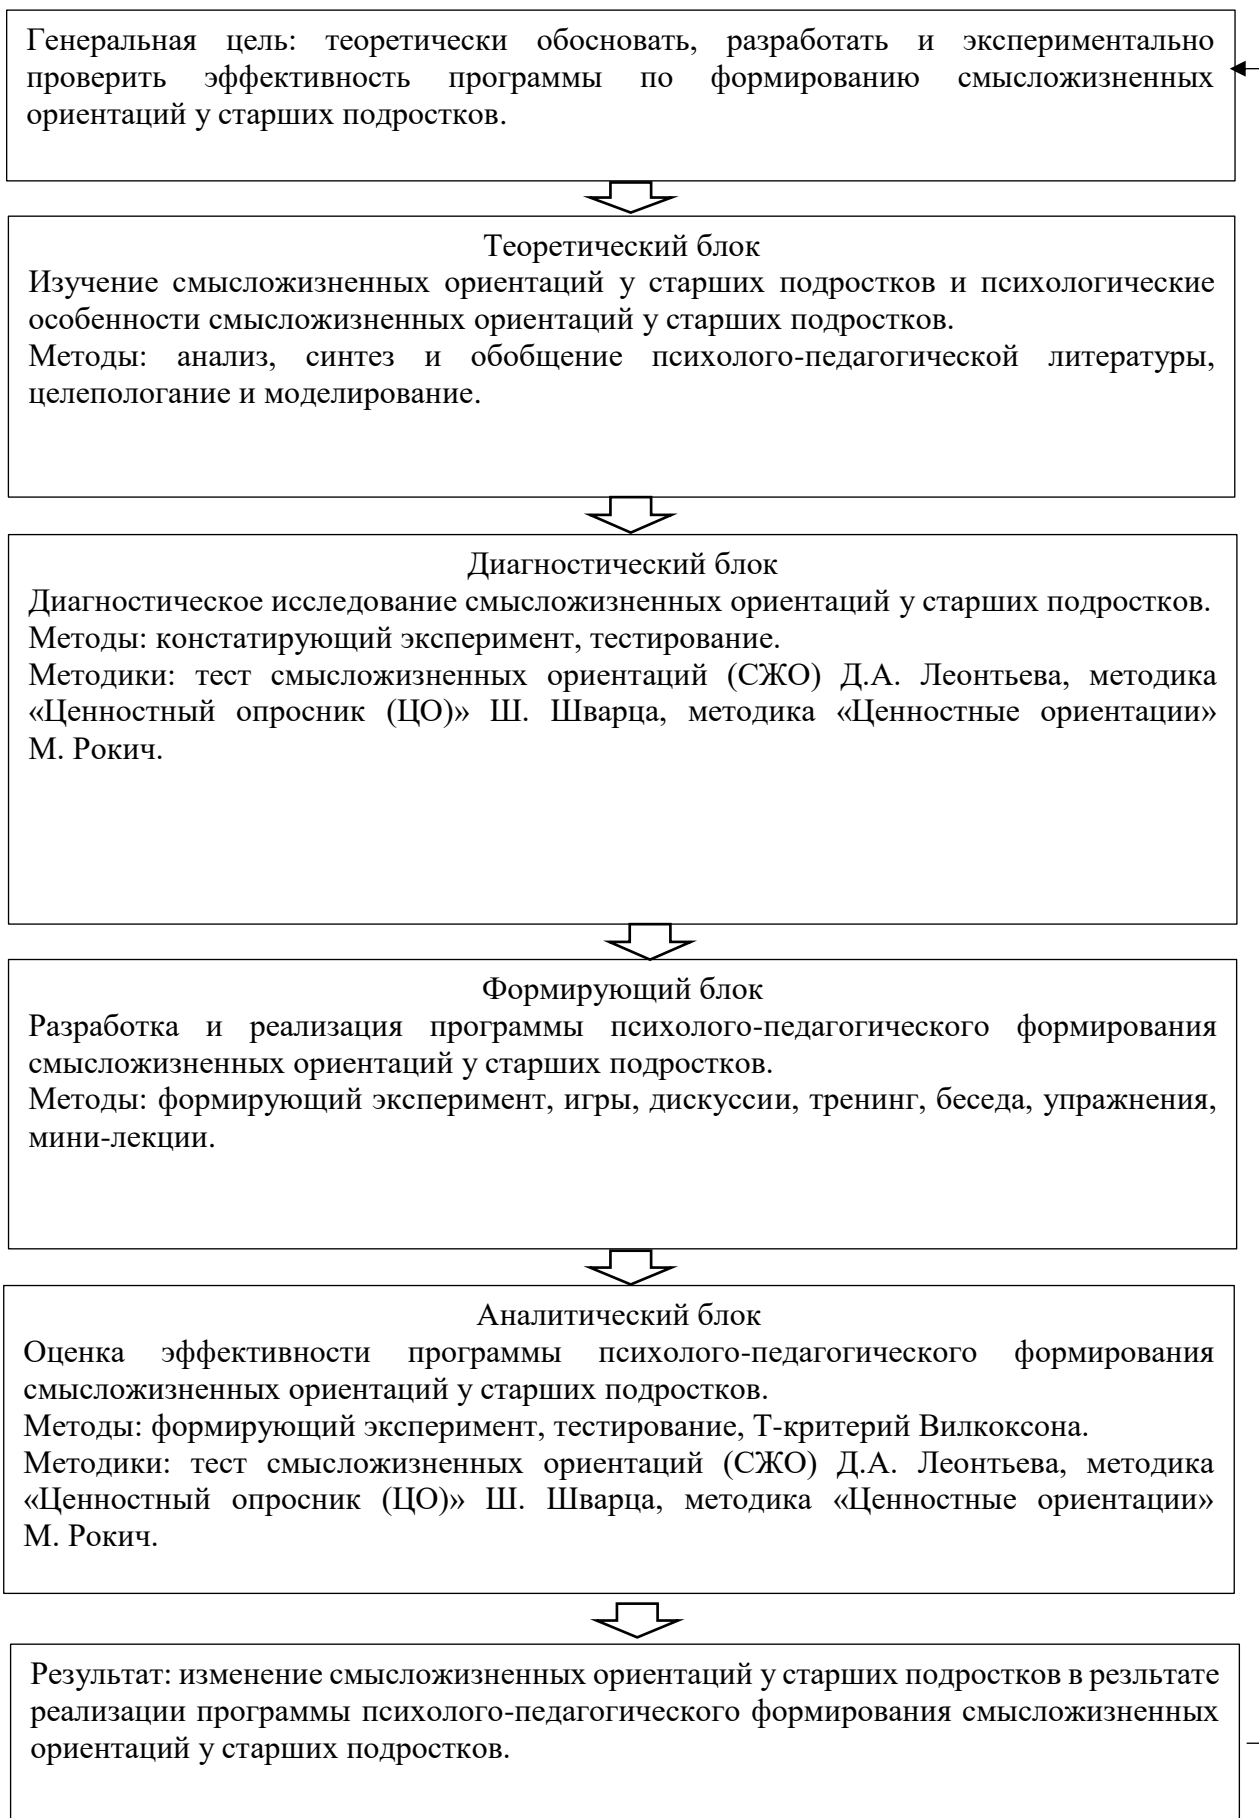 Генеральная цель: теоретически обосновать, разработать и экспериментально
проверить эффективность программы по формированию смысложизненных
ориентаций у старших подростков.
Теоретический блок
Изучение смысложизненных ориентаций у старших подростков и психологические
особенности смысложизненных ориентаций у старших подростков.
Методы: анализ, синтез и обобщение психолого-педагогической литературы,
целепологание и моделирование.
Диагностический блок
Диагностическое исследование смысложизненных ориентаций у старших подростков.
Методы: констатирующий эксперимент, тестирование.
Методики: тест смысложизненных ориентаций (СЖО) Д.А. Леонтьева, методика
«Ценностный опросник (ЦО)» Ш. Шварца, методика «Ценностные ориентации»
М. Рокич.
Формирующий блок
Разработка и реализация программы психолого-педагогического формирования
смысложизненных ориентаций у старших подростков.
Методы: формирующий эксперимент, игры, дискуссии, тренинг, беседа, упражнения,
мини-лекции.
Аналитический блок
Оценка эффективности программы психолого-педагогического формирования
смысложизненных ориентаций у старших подростков.
Методы: формирующий эксперимент, тестирование, Т-критерий Вилкоксона.
Методики: тест смысложизненных ориентаций (СЖО) Д.А. Леонтьева, методика
«Ценностный опросник (ЦО)» Ш. Шварца, методика «Ценностные ориентации»
М. Рокич.
Результат: изменение смысложизненных ориентаций у старших подростков в резльтате
реализации программы психолого-педагогического формирования смысложизненных
ориентаций у старших подростков.